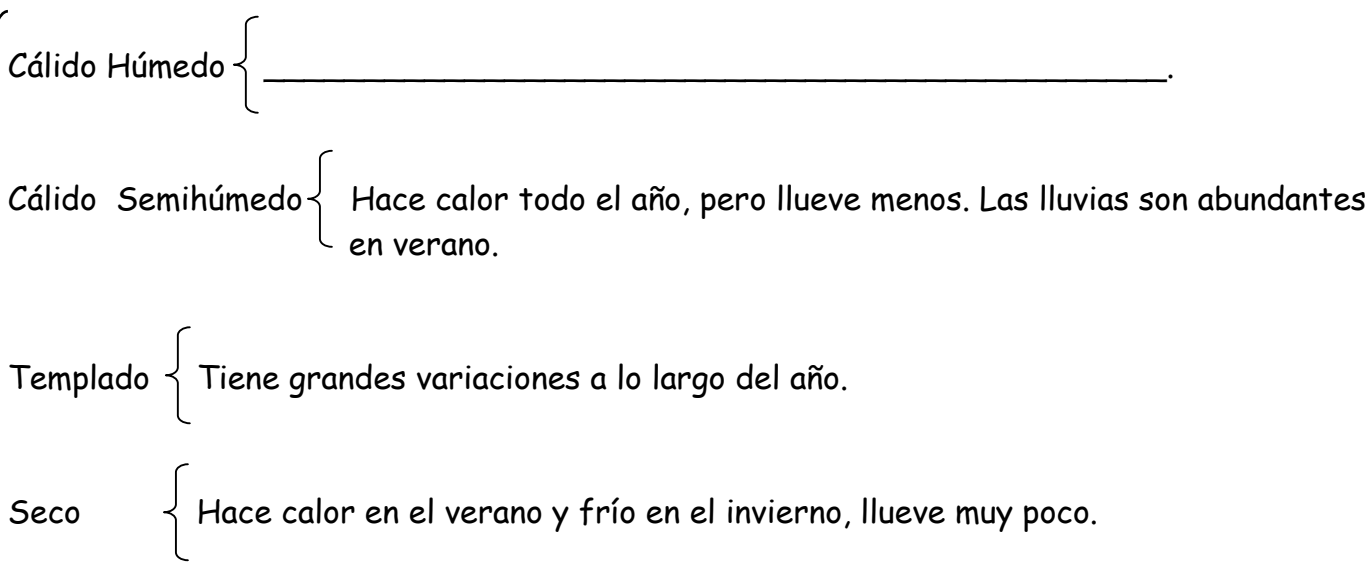 Cálido Húmedo _____________________________________________.
Cálido Semihúmedo Hace calor todo el año, pero llueve menos. Las lluvias son abundantes
en verano.
Templado Tiene grandes variaciones a lo largo del año.
Seco Hace calor en el verano y frío en el invierno, llueve muy poco.